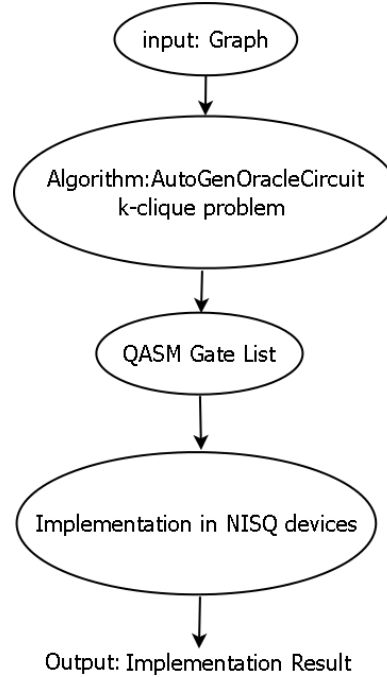 input: Graph
Algorithm:AutoGenOracleCircuit
k-clique problem
QASM Gate List
Implementation in NISQ devices
Output: Implementation Result